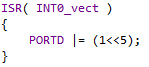 ISR( INT0_vect )
{
    PORTD |= (1<<5);
}